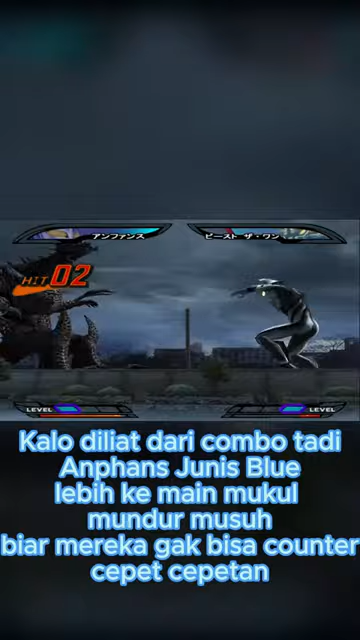 アンファンス
ビースト ザ・ワン
HIT 02
LEVEL
LEVEL
Kalo diliat dari combo tadi
Anphans Junis Blue
lebih ke main mukul
mundur musuh
biar mereka gak bisa counter
cepet cepetan